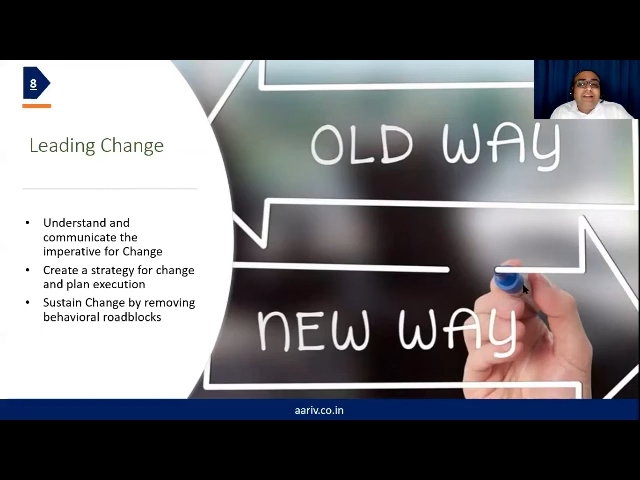 8
Leading Change
• Understand and
communicate the
imperative for Change
• Create a strategy for change
and plan execution
• Sustain Change by removing
behavioral roadblocks
OLD WAY
NEW WAY
aariv.co.in